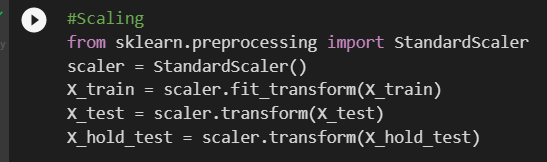 #Scaling
from sklearn.preprocessing import StandardScaler
scaler = StandardScaler()
X_train = scaler.fit_transform(X_train)
X_test = scaler.transform(X_test)
X_hold_test = scaler.transform(X_hold_test)